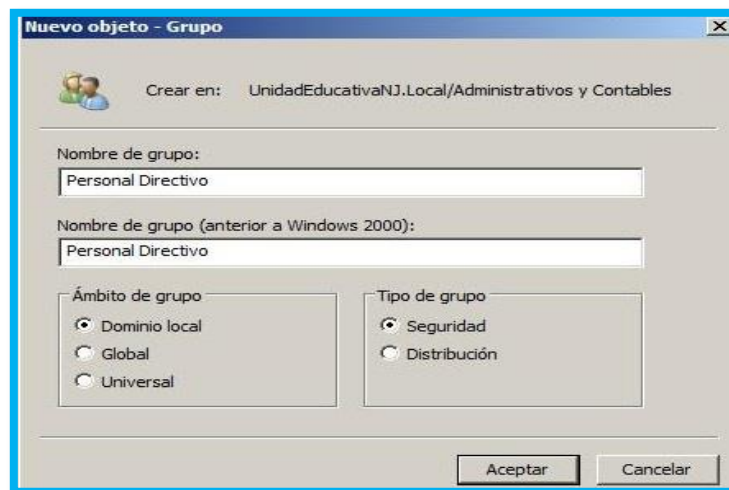 Nuevo objeto - Grupo
Crear en: UnidadEducativaNJ.Local/Administrativos y Contables
Nombre de grupo:
Personal Directivo
Nombre de grupo (anterior a Windows 2000):
Personal Directivo
Ámbito de grupo
Dominio local
Global
Universal
Tipo de grupo
Seguridad
Distribución
Aceptar Cancelar